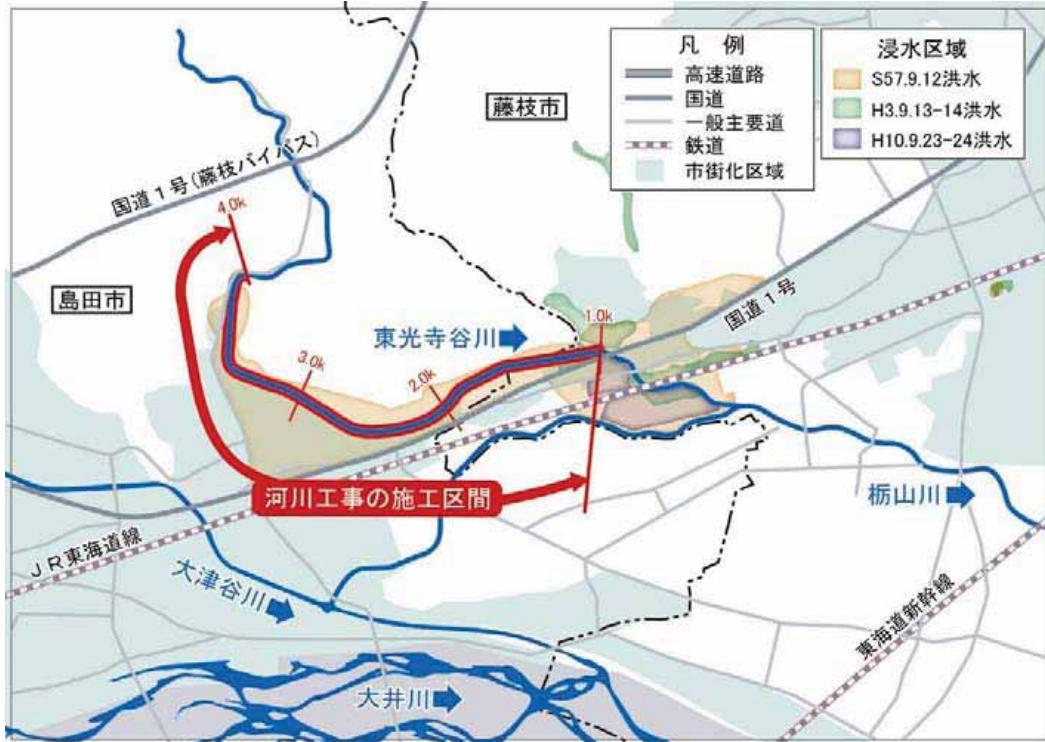 凡 例
高速道路
国道
一般主要道
鉄道
市街化区域
浸水区域
S57.9.12洪水
H3.9.13-14洪水
H10.9.23-24洪水
藤枝市
国道1号(藤枝バイパス)
4.0k
島田市
東光寺谷川
1.0k
国道1号
3.0k
2.0k
河川工事の施工区間
栃山川
JR東海道線
大津谷川
東海道新幹線
大井川